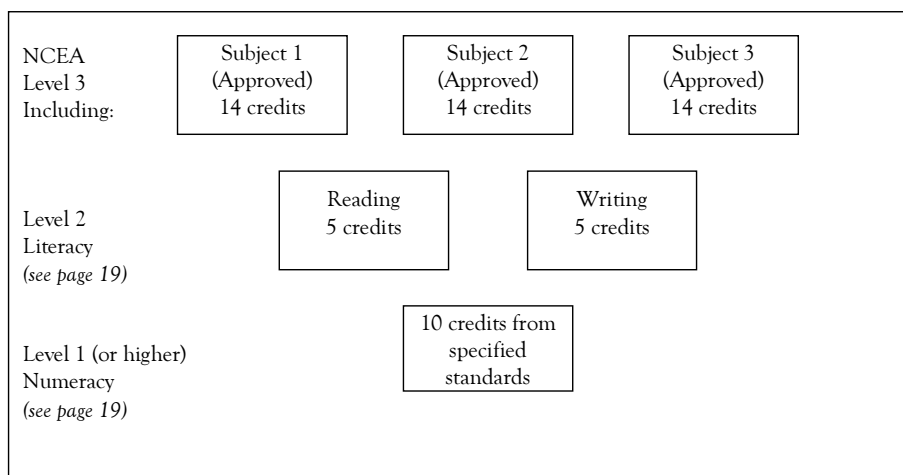 NCEA
Level 3
Including:
Subject 1
(Approved)
14 credits
Subject 2
(Approved)
14 credits
Subject 3
(Approved)
14 credits
Level 2
Literacy
(see page 19)
Reading
5 credits
Writing
5 credits
Level 1 (or higher)
Numeracy
(see page 19)
10 credits from
specified
standards